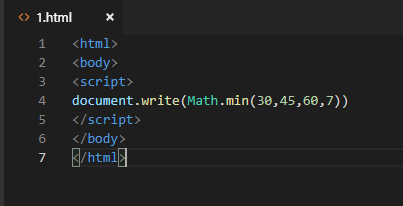 <> 1.html ×
1 <html>
2 <body>
3 <script>
4 document.write(Math.min(30,45,60,7))
5 </script>
6 </body>
7 </html>